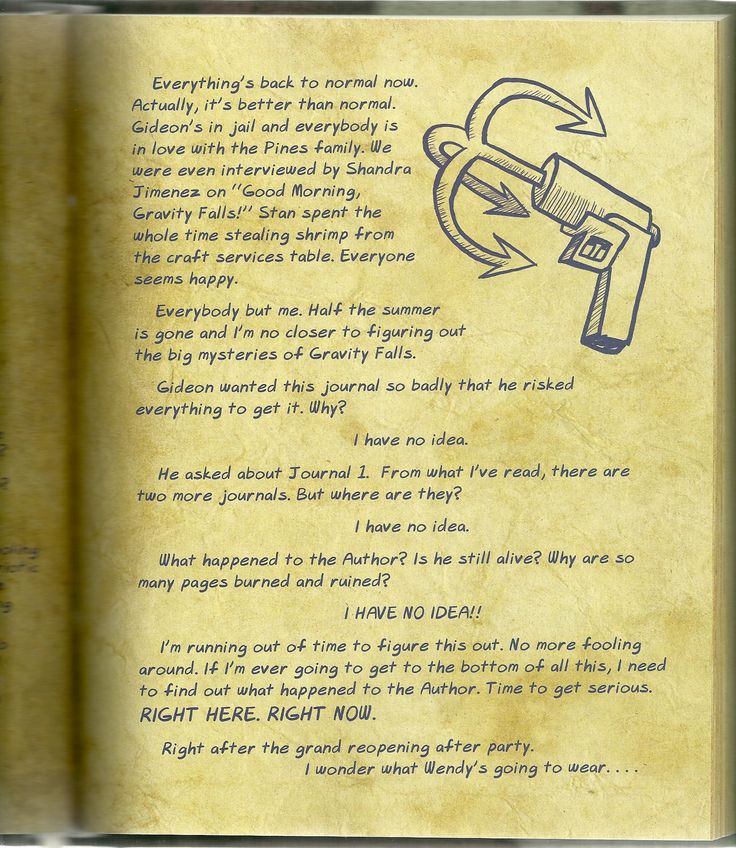 Everything's back to normal now.
Actually, it's better than normal.
Gideon's in jail and everybody is
in love with the Pines family. We
were even interviewed by Shandra
Jimenez on "Good Morning,
Gravity Falls!" Stan spent the
whole time stealing shrimp from
the craft services table. Everyone
seems happy.
Everybody but me. Half the summer
is gone and I'm no closer to figuring out
the big mysteries of Gravity Falls.
Gideon wanted this journal so badly that he risked
everything to get it. Why?
I have no idea.
He asked about Journal 1. From what I've read, there are
two more journals. But where are they?
I have no idea.
What happened to the Author? Is he still alive? Why are so
many pages burned and ruined?
I HAVE NO IDEA!!
I'm running out of time to figure this out. No more fooling
around. If I'm ever going to get to the bottom of all this, I need
to find out what happened to the Author. Time to get serious.
RIGHT HERE. RIGHT NOW.
Right after the grand reopening after party.
I wonder what Wendy's going to wear....